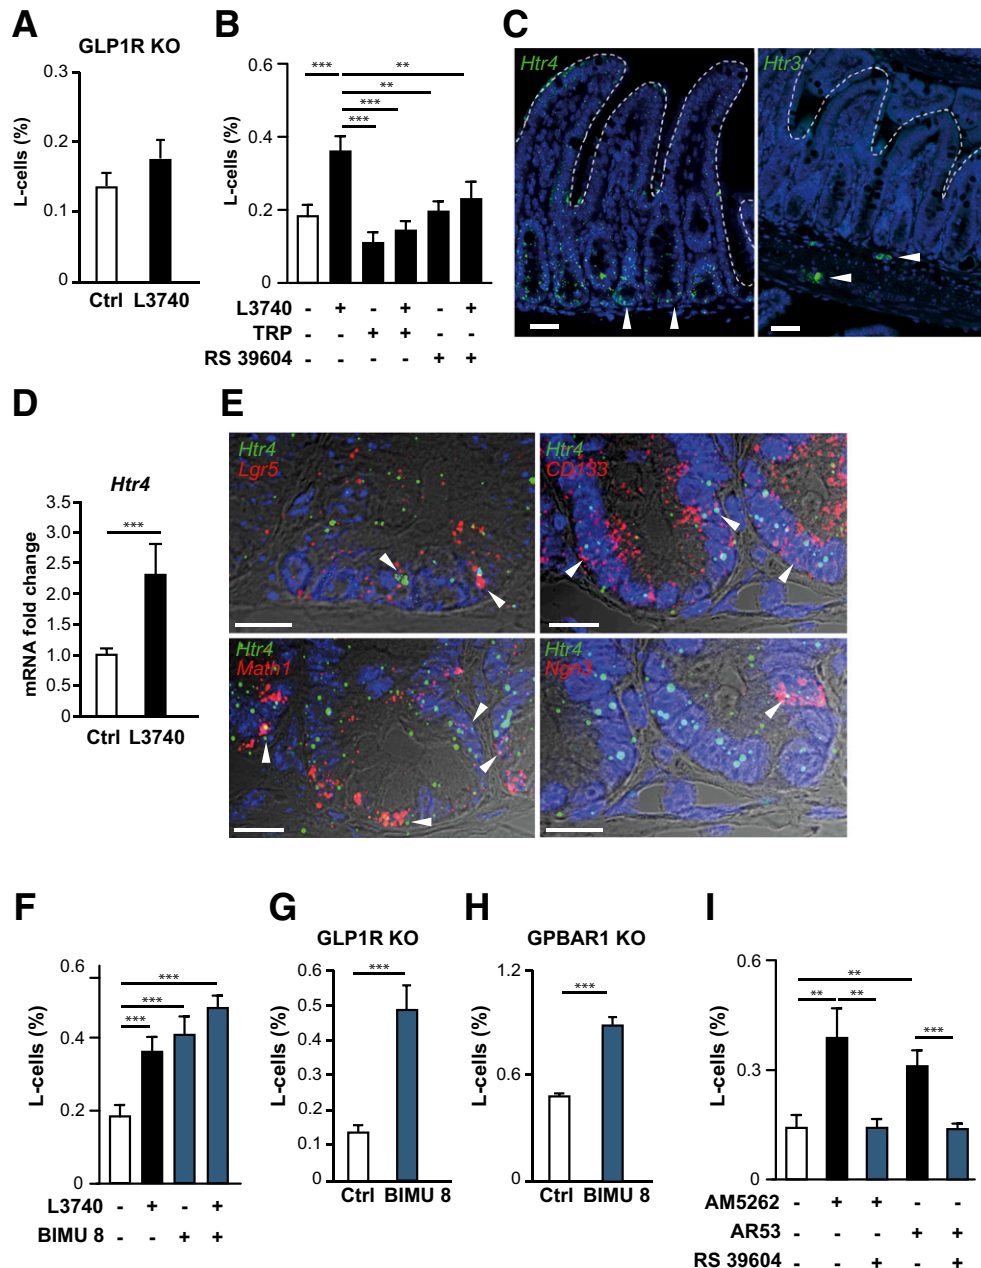 A
GLP1R KO
L-cells (%)
0.3
0.2
0.1
0
Ctrl L3740
B
L-cells (%)
0.6
0.4
0.2
0
*** **
**
***
***
L3740 - + - + - +
TRP - - + + - -
RS 39604 - - - - + +
C
Htr4
Htr3
D
Htr4
mRNA fold change
3.5
3.0
2.5
2.0
1.5
1.0
0.5
0
***
Ctrl L3740
E
Htr4
Lgr5
Htr4
CD133
Htr4
Math1
Htr4
Ngn3
F
L-cells (%)
0.6
0.4
0.2
0
***
***
***
L3740 - + - +
BIMU 8 - - + +
G
GLP1R KO
L-cells (%)
0.6
0.5
0.4
0.3
0.2
0.1
0
***
Ctrl BIMU 8
H
GPBAR1 KO
L-cells (%)
1.2
0.6
0
***
Ctrl BIMU 8
I
L-cells (%)
0.6
0.3
0
**
** **
***
AM5262 - + + - -
AR53 - - - + +
RS 39604 - - + - +